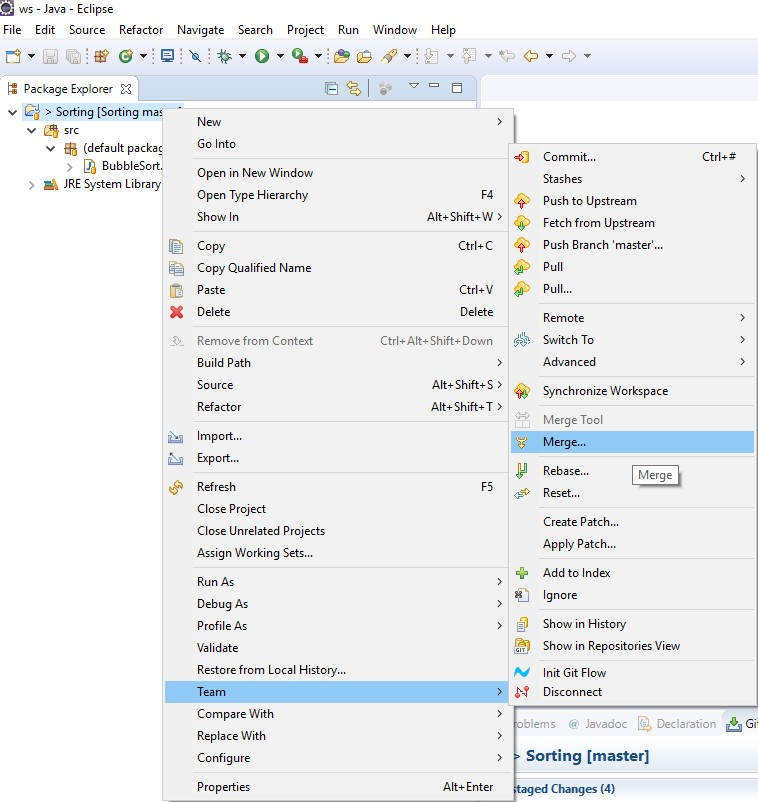 ws - Java - Eclipse
File Edit Source Refactor Navigate Search Project Run Window Help
Package Explorer
> Sorting [Sorting
src
(default
BubbleSort.
JRE System Library
New
Go Into
Open in New Window
Open Type Hierarchy F4
Show In Alt+Shift+W >
Copy Ctrl+C
Copy Qualified Name
Paste Ctrl+V
Delete Delete
Remove from Context Ctrl+Alt+Shift+Down
Build Path
Source Alt+Shift+S >
Refactor Alt+Shift+T >
Import...
Export...
Refresh F5
Close Project
Close Unrelated Projects
Assign Working Sets...
Run As
Debug As
Profile As
Validate
Restore from Local History...
Team
Compare With
Replace With
Configure
Properties Alt+Enter
Commit... Ctrl+#
Stashes
Push to Upstream
Fetch from Upstream
Push Branch 'master'...
Pull
Pull...
Remote
Switch To
Advanced
Synchronize Workspace
Merge Tool
Merge...
Rebase...
Merge
Reset...
Create Patch...
Apply Patch...
Add to Index
Ignore
Show in History
GIT Show in Repositories View
Init Git Flow
Disconnect
roblems @ Javadoc Declaration Git
> Sorting [master]
staged Changes (4)